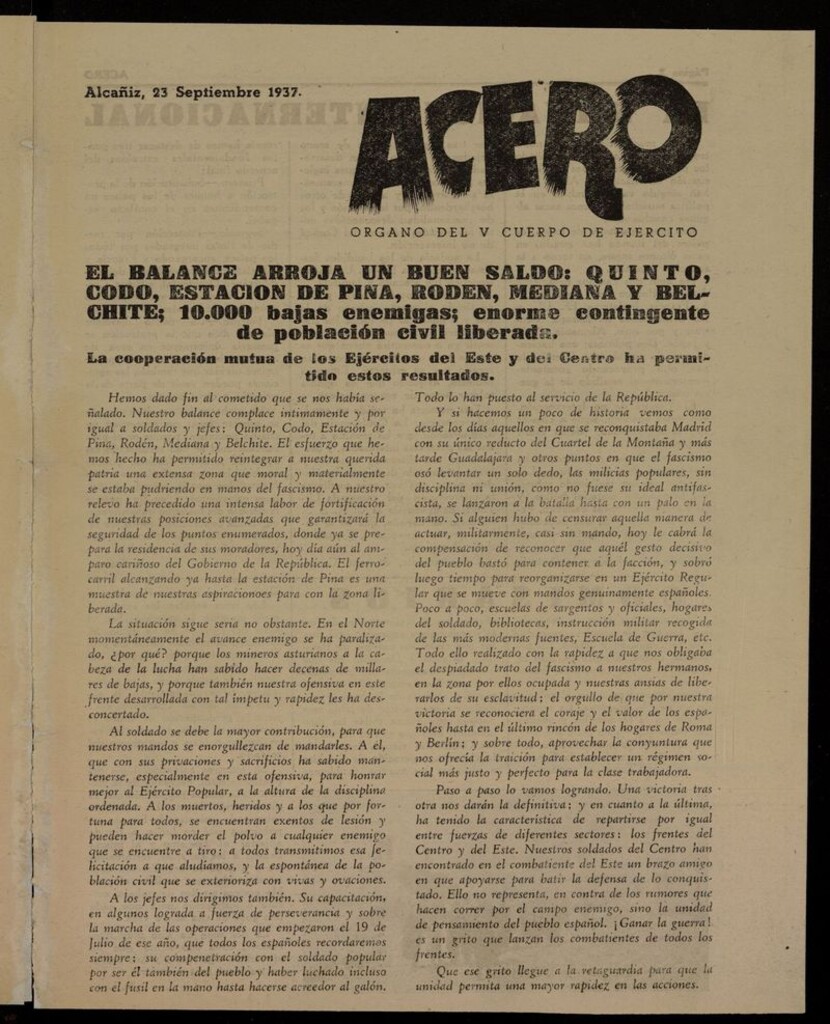 Alcañiz, 23 Septiembre 1937.
ACERO
ORGANO DEL V CUERPO DE EJERCITO
EL BALANCE ARROJA UN BUEN SALDO: QUINTO,
CODO, ESTACION DE PINA, RODEN, MEDIANA Y BEL-
CHITE; 10.000 bajas enemigas; enorme contingente
de población civil liberada.
La cooperación mutua de los Ejércitos del Este y del Centro ha permi-
tido estos resultados.
Hemos dado fin al cometido que se nos había se-
ñalado. Nuestro balance complace intimamente y por
igual a soldados y jefes: Quinto, Codo, Estación de
Pina, Rodén, Mediana y Belchite. El esfuerzo que he-
mos hecho ha permitido reintegrar a nuestra querida
patria una extensa zona que moral y materialmente
se estaba pudriendo en manos del fascismo. A nuestro
relevo ha precedido una intensa labor de fortificación
de nuestras posiciones avanzadas que garantizará la
seguridad de los puntos enumerados, donde ya se pre-
para la residencia de sus moradores, hoy día aún al am-
paro cariñoso del Gobierno de la República. El ferro-
carril alcanzando ya hasta la estación de Pina es una
muestra de nuestras aspiracionoes para con la zona li-
berada.
La situación sigue seria no obstante. En el Norte
momentáneamente el avance enemigo se ha paraliza-
do, ¿por qué? porque los mineros asturianos a la ca-
beza de la lucha han sabido hacer decenas de milla-
res de bajas, y porque también nuestra ofensiva en este
frente desarrollada con tal impetu y rapidez les ha des-
concertado.
Al soldado se debe la mayor contribución, para que
nuestros mandos se enorgullezcan de mandarles. A él,
que con sus privaciones y sacrificios ha sabido man-
tenerse, especialmente en esta ofensiva, para honrar
mejor al Ejército Popular, a la altura de la disciplina
ordenada. A los muertos, heridos y a los que por for-
tuna para todos, se encuentran exentos de lesión y
pueden hacer morder el polvo a cualquier enemigo
que se encuentre a tiro: a todos transmitimos esa fe-
licitación a que aludíamos, y la espontánea de la po-
blación civil que se exterioriza con vivas y ovaciones.
A los jefes nos dirigimos también. Su capacitación,
en algunos lograda a fuerza de perseverancia y sobre
la marcha de las operaciones que empezaron el 19 de
Julio de ese año, que todos los españoles recordaremos
siempre; su compenetración con el soldado popular
por ser él también del pueblo y haber luchado incluso
con el fusil en la mano hasta hacerse acreedor al galón.
Todo lo han puesto al servicio de la República.
Y si hacemos un poco de historia vemos como
desde los días aquellos en que se reconquistaba Madrid
con su único reducto del Cuartel de la Montaña y más
tarde Guadalajara y otros puntos en que el fascismo
osó levantar un solo dedo, las milicias populares, sin
disciplina ni unión, como no fuese su ideal antifas-
cista, se lanzaron a la batalla hasta con un palo en la
mano. Si alguien hubo de censurar aquella manera de
actuar, militarmente, casi sin mando, hoy le cabrá la
compensación de reconocer que aquél gesto decisivo
del pueblo bastó para contener a la facción, y sobró
luego tiempo para reorganizarse en un Ejército Regu-
lar que se mueve con mandos genuinamente españoles.
Poco a poco, escuelas de sargentos y oficiales, hogares
del soldado, bibliotecas, instrucción militar recogida
de las más modernas fuentes, Escuela de Guerra, etc.
Todo ello realizado con la rapidez a que nos obligaba
el despiadado trato del fascismo a nuestros hermanos,
en la zona por ellos ocupada y nuestras ansias de libe-
rarlos de su esclavitud; el orgullo de que por nuestra
victoria se reconociera el coraje y el valor de los espa-
ñoles hasta en el último rincón de los hogares de Roma
y Berlín; y sobre todo, aprovechar la conyuntura que
nos ofrecía la traición para establecer un régimen so-
cial más justo y perfecto para la clase trabajadora.
Paso a paso lo vamos logrando. Una victoria tras
otra nos darán la definitiva; y en cuanto a la última,
ha tenido la característica de repartirse por igual
entre fuerzas de diferentes sectores: los frentes del
Centro y del Este. Nuestros soldados del Centro han
encontrado en el combatiente del Este un brazo amigo
en que apoyarse para batir la defensa de lo conquis-
tado. Ello no representa, en contra de los rumores que
hacen correr por el campo enemigo, sino la unidad
de pensamiento del pueblo español. ¡Ganar la guerra!
es un grito que lanzan los combatientes de todos los
frentes.
Que ese grito llegue a la retaguardia para que la
unidad permita una mayor rapidez en las acciones.